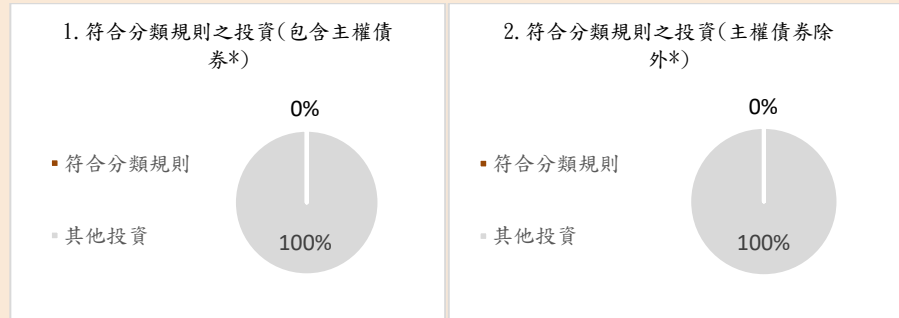 1.符合分類規則之投資(包含主權債
券*)
0%
符合分類規則
其他投資
100%
2.符合分類規則之投資(主權債券除
外*)
0%
符合分類規則
其他投資
100%